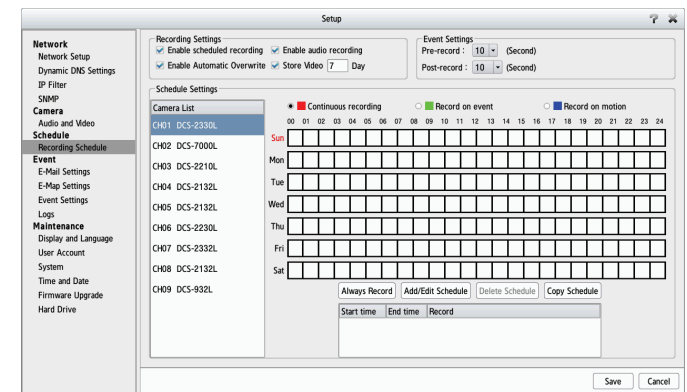 Setup
Network
Network Setup
Dynamic DNS Settings
IP Filter
SNMP
Camera
Audio and Video
Schedule
Recording Schedule
Event
E-Mail Settings
E-Map Settings
Event Settings
Logs
Maintenance
Display and Language
User Account
System
Time and Date
Firmware Upgrade
Hard Drive
Recording Settings
Enable scheduled recording Enable audio recording
Enable Automatic Overwrite Store Video 7 Day
Event Settings
Pre-record : 10 (Second)
Post-record : 10 (Second)
Schedule Settings
Camera List
CH01 DCS-2330L
CH02 DCS-7000L
CH03 DCS-2210L
CH04 DCS-2132L
CH05 DCS-2132L
CH06 DCS-2230L
CH07 DCS-2332L
CH08 DCS-2132L
CH09 DCS-932L
Continuous recording Record on event Record on motion
00 01 02 03 04 05 06 07 08 09 10 11 12 13 14 15 16 17 18 19 20 21 22 23 24
Sun
Mon
Tue
Wed
Thu
Fri
Sat
Always Record Add/Edit Schedule Delete Schedule Copy Schedule
Start time End time Record
Save Cancel